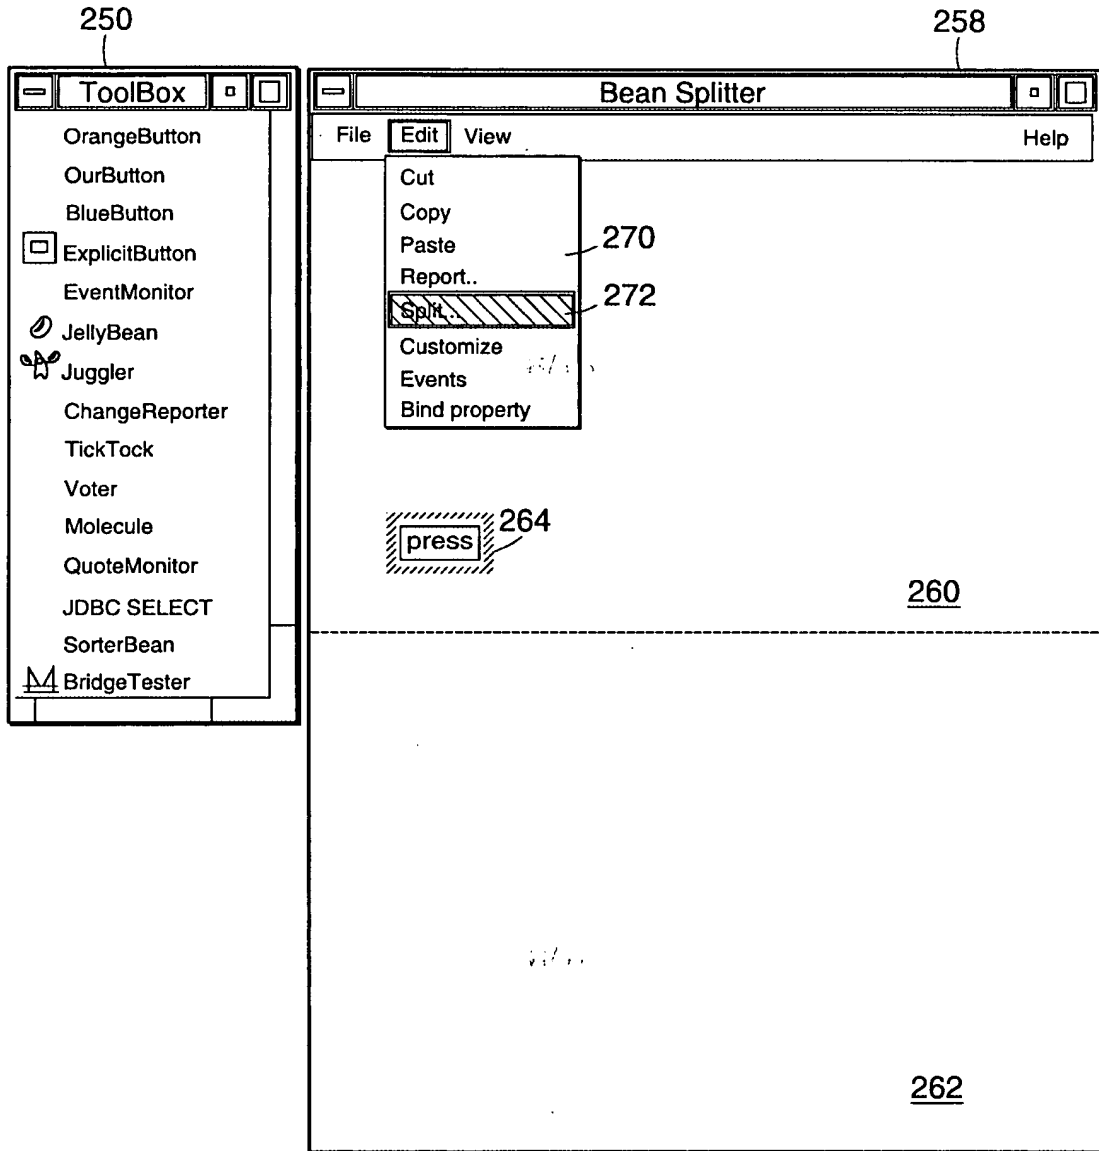 250
258
ToolBox
Bean Splitter
OrangeButton
OurButton
BlueButton
ExplicitButton
EventMonitor
JellyBean
Juggler
ChangeReporter
TickTock
Voter
Molecule
QuoteMonitor
JDBC SELECT
SorterBean
BridgeTester
File Edit View Help
Cut
Copy
Paste
Report..
Split...
Customize
Events
Bind property
270
272
press
264
260
262